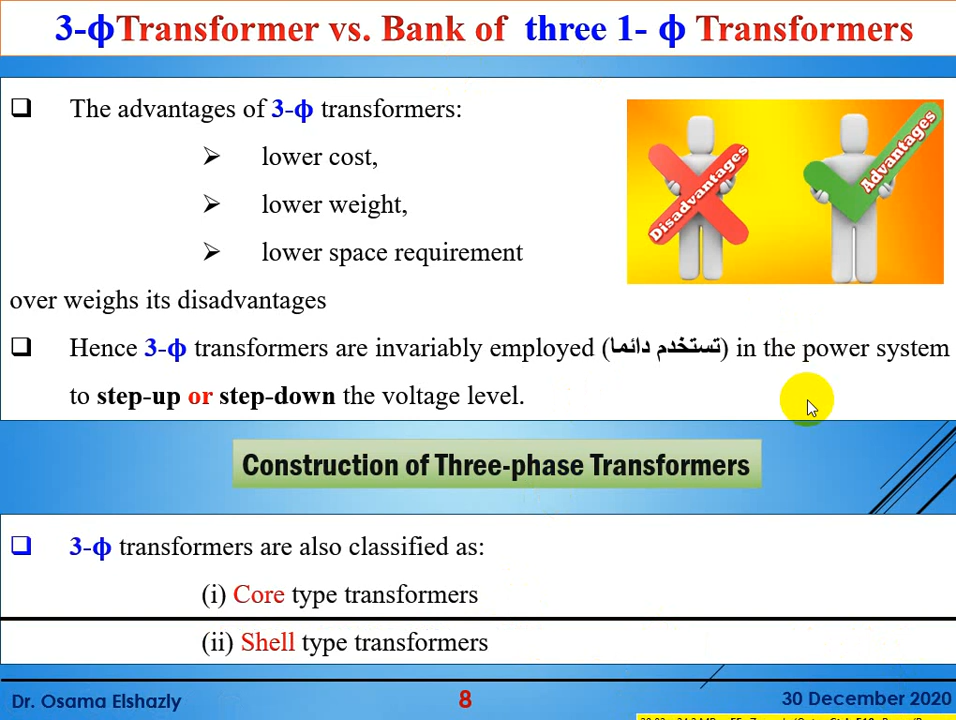 3-ϕTransformer vs. Bank of three 1- ϕ Transformers
❑ The advantages of 3-ϕ transformers:
➢ lower cost,
➢ lower weight,
➢ lower space requirement
Disadvantages
Advantages
over weighs its disadvantages
❑ Hence 3-ϕ transformers are invariably employed (تستخدم دائما) in the power system
to step-up or step-down the voltage level.
Construction of Three-phase Transformers
❑ 3-ϕ transformers are also classified as:
(i) Core type transformers
(ii) Shell type transformers
Dr. Osama Elshazly
8
30 December 2020